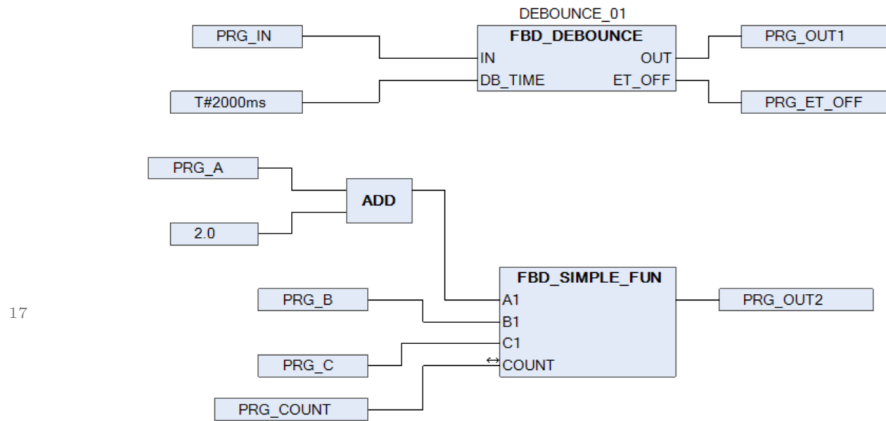 DEBOUNCE_01
PRG_IN
FBD_DEBOUNCE
PRG_OUT1
IN
OUT
DB_TIME
ET_OFF
T#2000ms
PRG_ET_OFF
PRG_A
ADD
2.0
FBD_SIMPLE_FUN
PRG_B
A1
PRG_OUT2
17
B1
C1
PRG_C
COUNT
PRG_COUNT